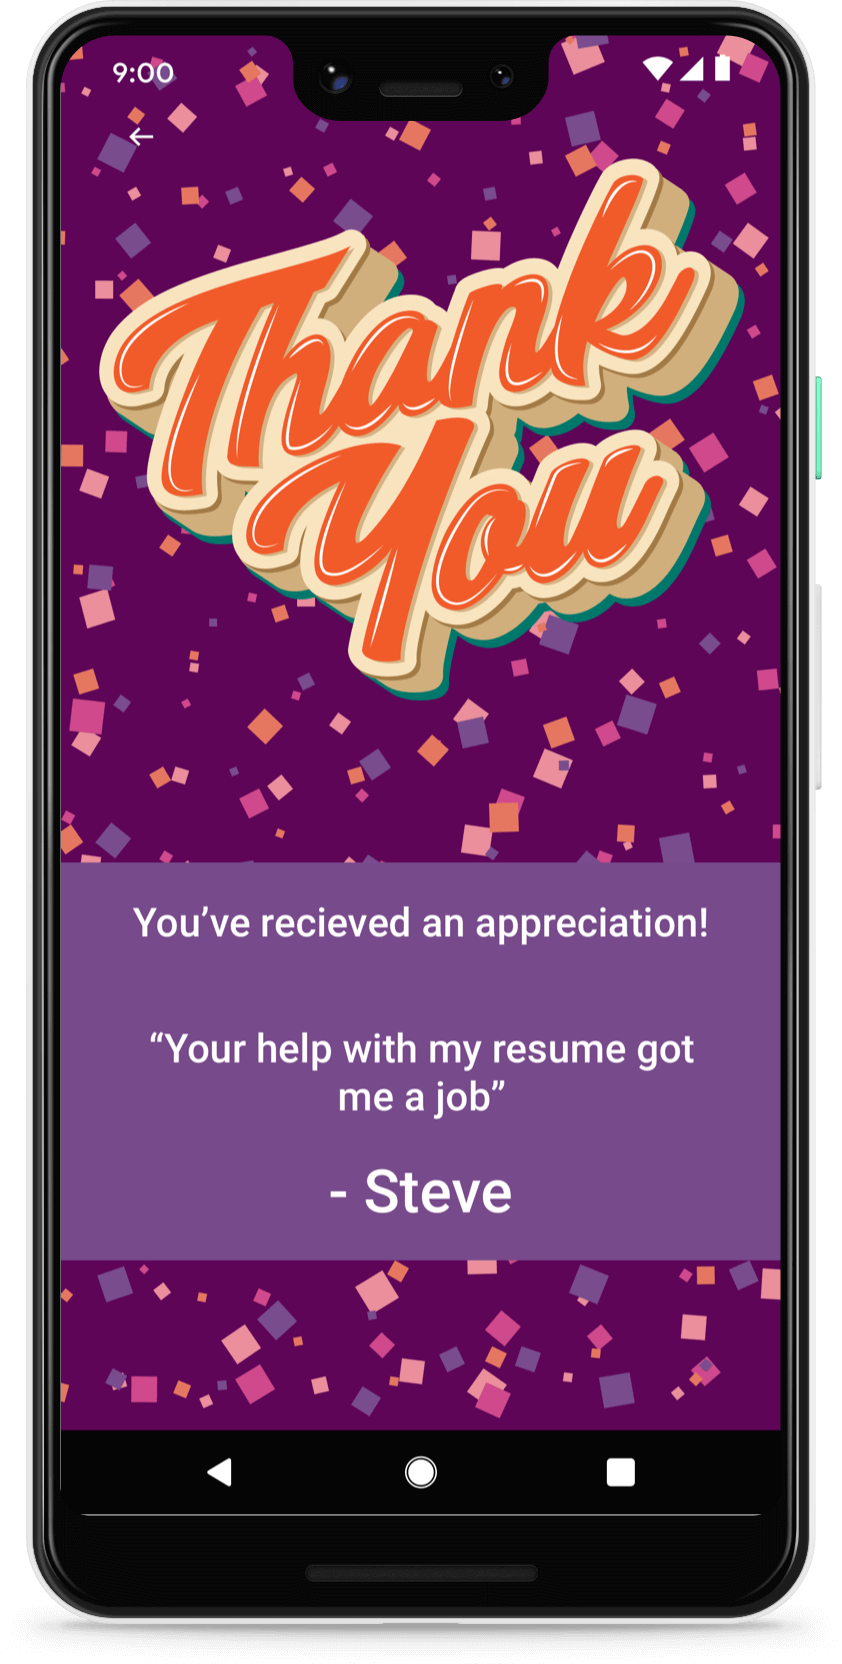 9:00
Thank
You
You’ve recieved an appreciation!
“Your help with my resume got
me a job”
- Steve